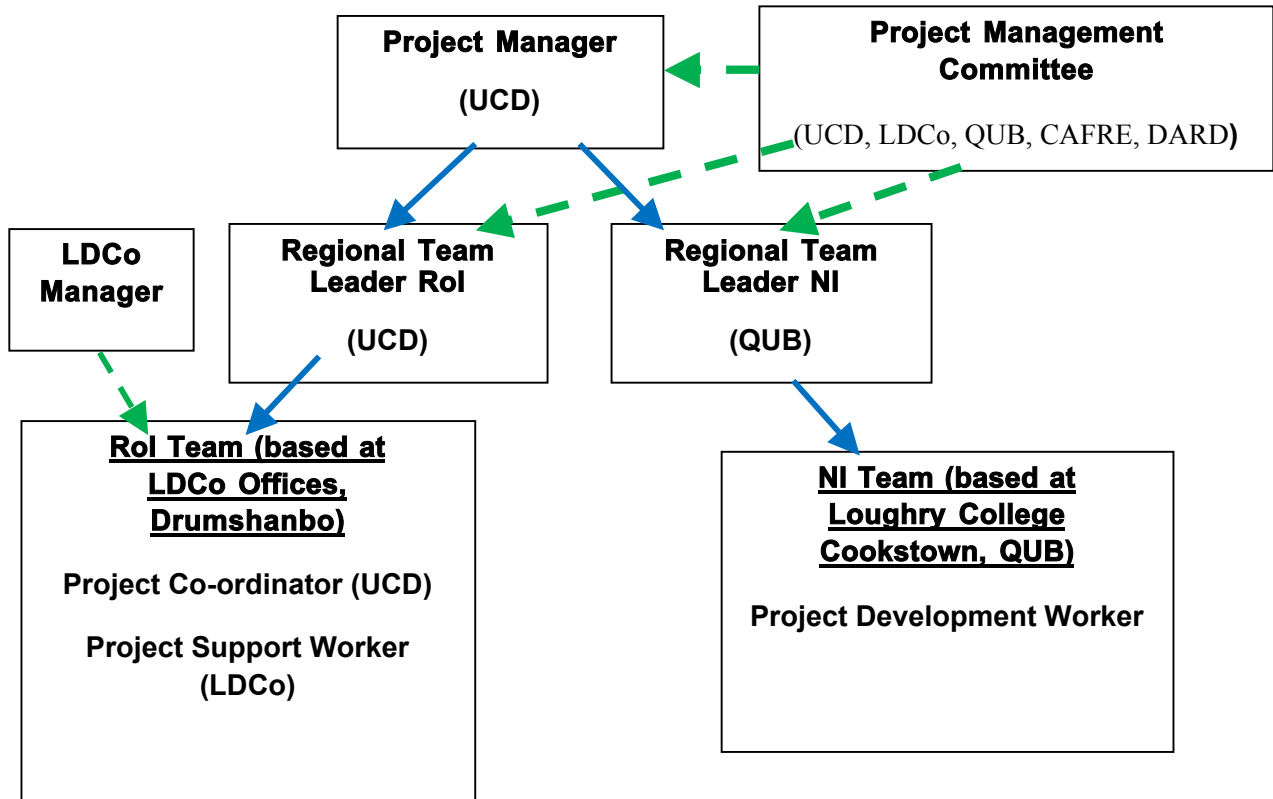 Project Manager
(UCD)
Project Management
Committee
(UCD, LDCo, QUB, CAFRE, DARD)
LDCo
Manager
Regional Team
Leader RoI
(UCD)
Regional Team
Leader NI
(QUB)
RoI Team (based at
LDCo Offices,
Drumshanbo)
Project Co-ordinator (UCD)
Project Support Worker
(LDCo)
NI Team (based at
Loughry College
Cookstown, QUB)
Project Development Worker